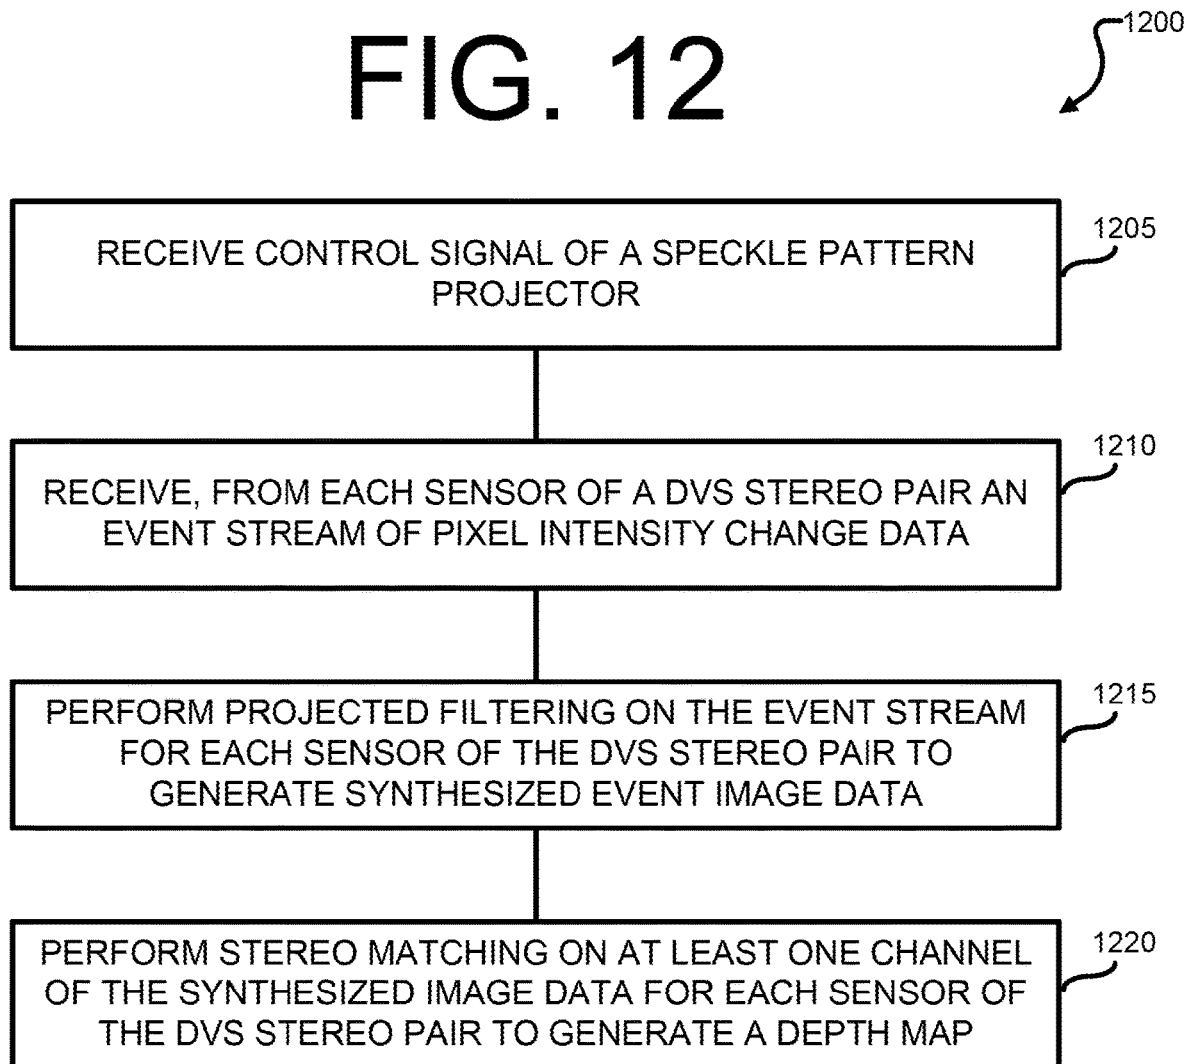 FIG. 12
1200
RECEIVE CONTROL SIGNAL OF A SPECKLE PATTERN
PROJECTOR
1205
RECEIVE, FROM EACH SENSOR OF A DVS STEREO PAIR AN
EVENT STREAM OF PIXEL INTENSITY CHANGE DATA
1210
PERFORM PROJECTED FILTERING ON THE EVENT STREAM
FOR EACH SENSOR OF THE DVS STEREO PAIR TO
GENERATE SYNTHESIZED EVENT IMAGE DATA
1215
PERFORM STEREO MATCHING ON AT LEAST ONE CHANNEL
OF THE SYNTHESIZED IMAGE DATA FOR EACH SENSOR OF
THE DVS STEREO PAIR TO GENERATE A DEPTH MAP
1220